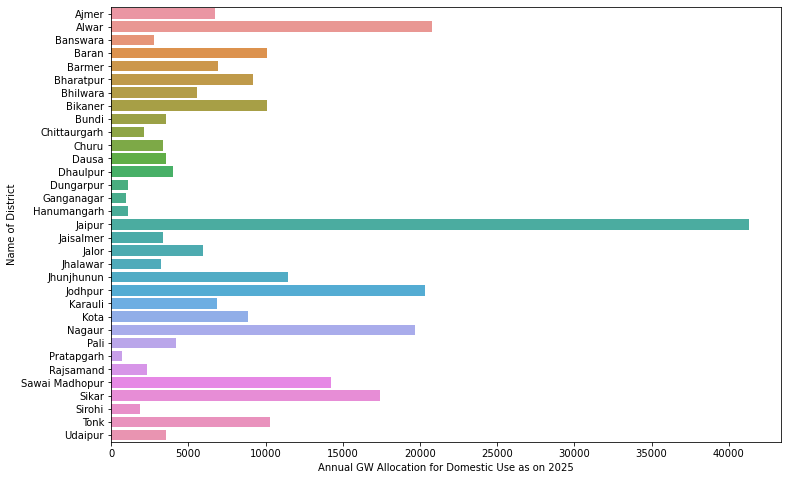 Name of District
Ajmer
Alwar
Banswara
Baran
Barmer
Bharatpur
Bhilwara
Bikaner
Bundi
Chittaurgarh
Churu
Dausa
Dhaulpur
Dungarpur
Ganganagar
Hanumangarh
Jaipur
Jaisalmer
Jalor
Jhalawar
Jhunjhunun
Jodhpur
Karauli
Kota
Nagaur
Pali
Pratapgarh
Rajsamand
Sawai Madhopur
Sikar
Sirohi
Tonk
Udaipur
0 5000 10000 15000 20000 25000 30000 35000 40000
Annual GW Allocation for Domestic Use as on 2025